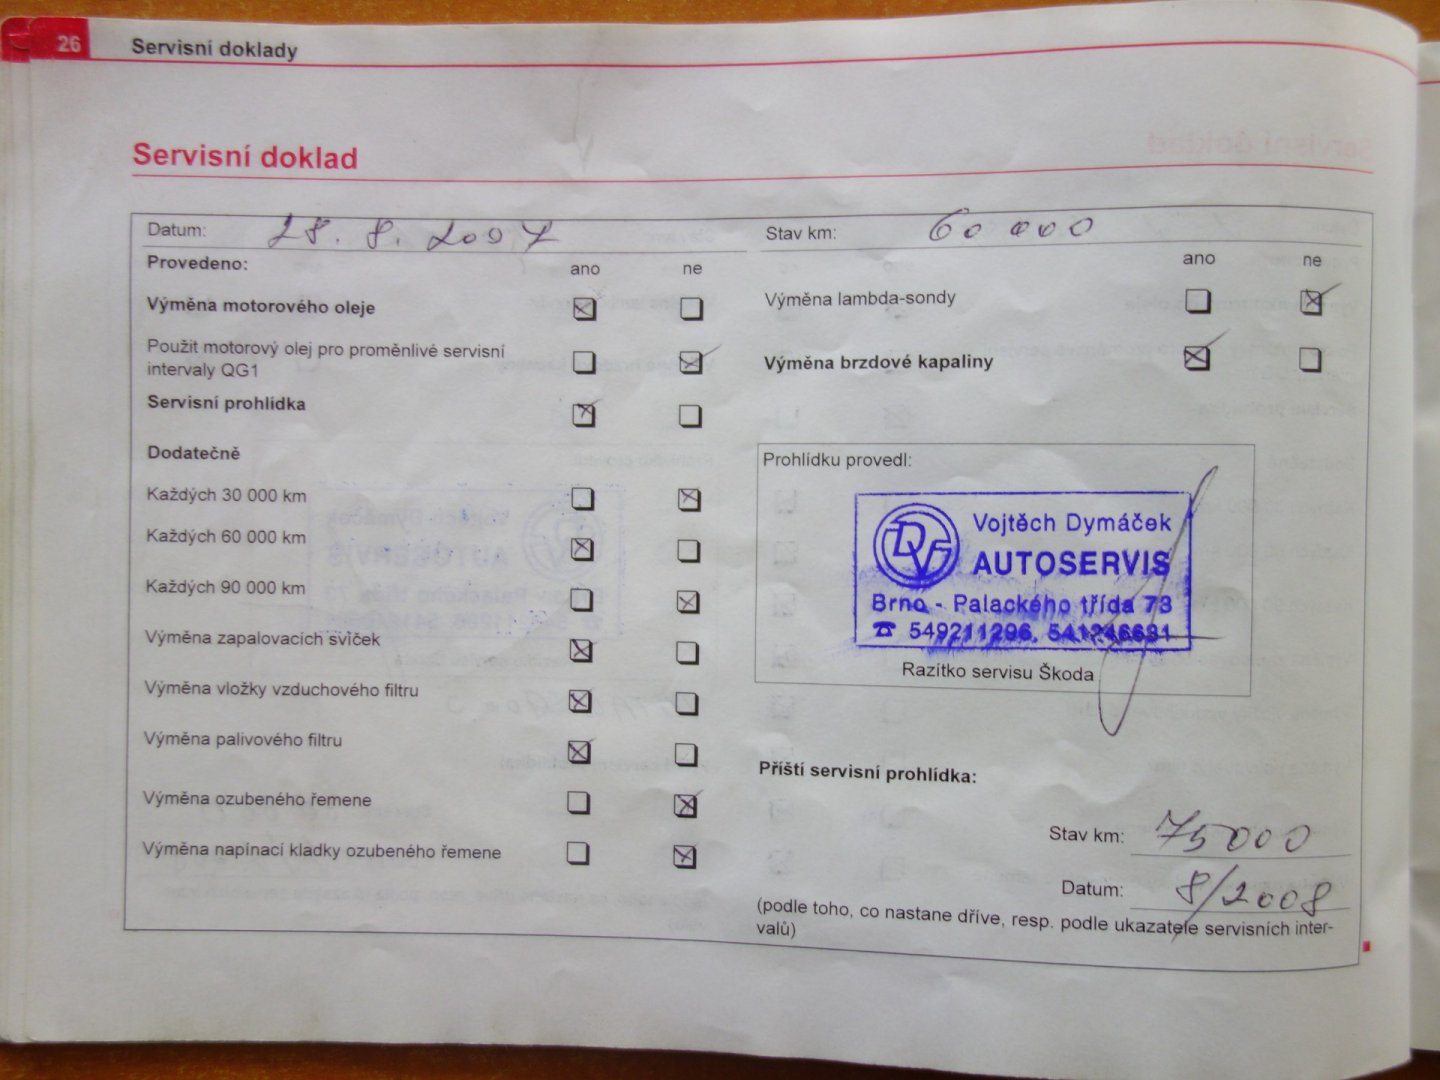 26 Servisní doklady
Servisní doklad
Datum: 28. 8. 2007
Stav km: 60 000
Provedeno: ano ne
ano ne
Výměna motorového oleje
Použit motorový olej pro proměnlivé servisní
intervaly QG1
Servisní prohlídka
Dodatečně
Každých 30 000 km
Každých 60 000 km
Každých 90 000 km
Výměna zapalovacích svíček
Výměna vložky vzduchového filtru
Výměna palivového filtru
Výměna ozubeného řemene
Výměna napínací kladky ozubeného řemene
Výměna lambda-sondy
Výměna brzdové kapaliny
Prohlídku provedl:
Vojtěch Dymáček
AUTOSERVIS
Brno - Palackého třída 73
☎ 549211296, 541246681
Razítko servisu Škoda
Příští servisní prohlídka:
Stav km: 75000
Datum: 8/2008
(podle toho, co nastane dříve, resp. podle ukazatele servisních inter-
valů)